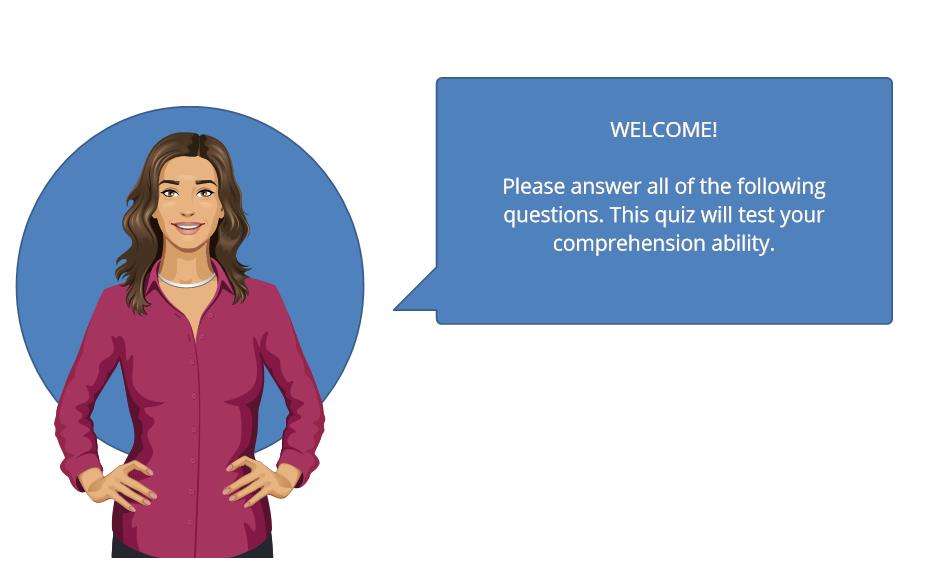 WELCOME!
Please answer all of the following
questions. This quiz will test your
comprehension ability.